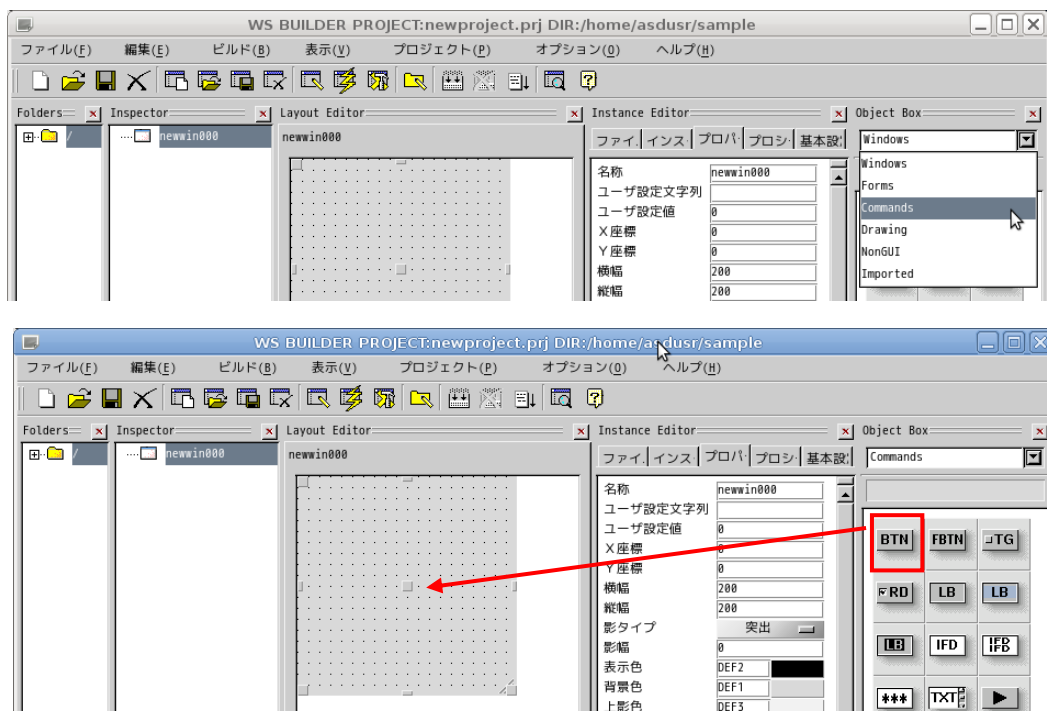 WS BUILDER PROJECT:newproject.prj DIR:/home/asdusr/sample
ファイル(F) 編集(E) ビルド(B) 表示(V) プロジェクト(P) オプション(O) ヘルプ(H)
Folders Inspector Layout Editor Instance Editor Object Box
/ newwin000 newwin000 ファイ. インス プロパ プロシ 基本設 Windows
名称 newwin000
ユーザ設定文字列
ユーザ設定値 0
X座標 0
Y座標 0
横幅 200
縦幅 200
Windows
Forms
Commands
Drawing
NonGUI
Imported
WS BUILDER PROJECT:newproject.prj DIR:/home/asdusr/sample
ファイル(F) 編集(E) ビルド(B) 表示(V) プロジェクト(P) オプション(O) ヘルプ(H)
Folders Inspector Layout Editor Instance Editor Object Box
/ newwin000 newwin000 ファイ. インス プロパ プロシ 基本設 Commands
名称 newwin000
ユーザ設定文字列
ユーザ設定値 0
X座標 0
Y座標 0
横幅 200
縦幅 200
影タイプ 突出
影幅 0
表示色 DEF2
背景色 DEF1
上影色 DEF3
BTN FBTN TG
RD LB LB
LB IFD IFD
*** TXT